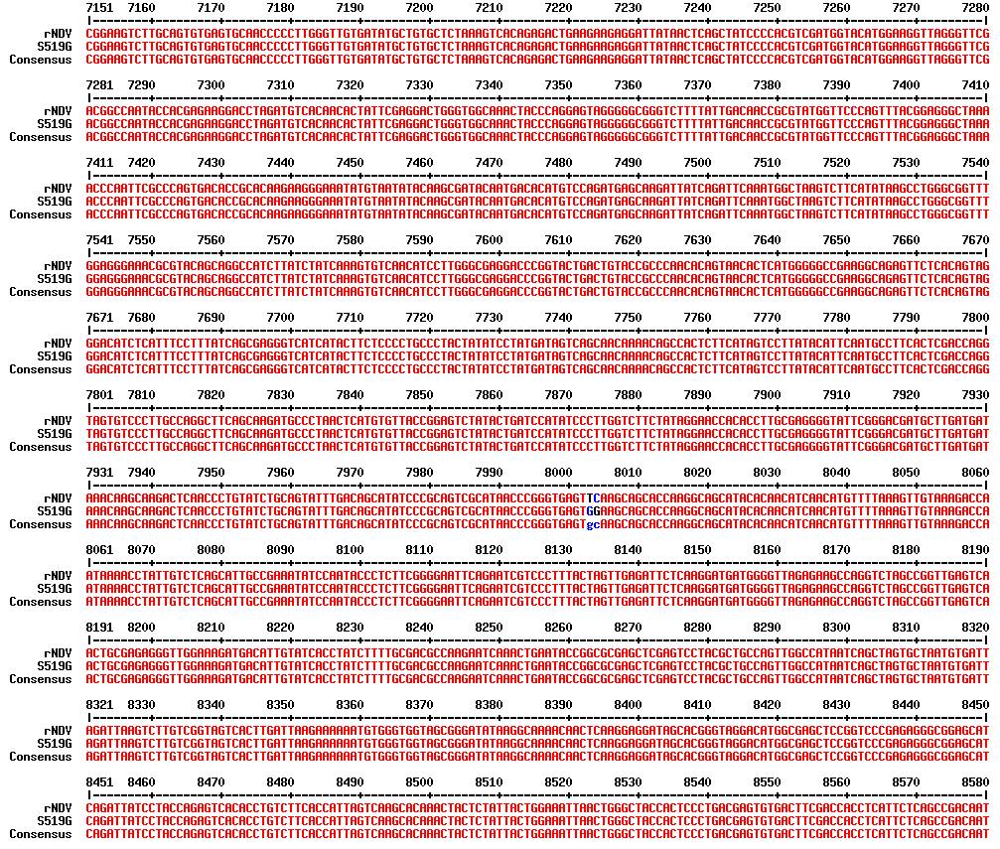 7151 7160 7170 7180 7190 7200 7210 7220 7230 7240 7250 7260 7270 7280
rNDV CGGAAGTCTTGCAGTGTGAGTGCAACCCCCTTGGGTTGTGATATGCTGTGCTCTAAAGTCACAGAGACTGAAGAAGAGGATTATAACTCAGCTATCCCCACGTCGATGGTACATGGAAGGTTAGGGTTCG
S519G CGGAAGTCTTGCAGTGTGAGTGCAACCCCCTTGGGTTGTGATATGCTGTGCTCTAAAGTCACAGAGACTGAAGAAGAGGATTATAACTCAGCTATCCCCACGTCGATGGTACATGGAAGGTTAGGGTTCG
Consensus CGGAAGTCTTGCAGTGTGAGTGCAACCCCCTTGGGTTGTGATATGCTGTGCTCTAAAGTCACAGAGACTGAAGAAGAGGATTATAACTCAGCTATCCCCACGTCGATGGTACATGGAAGGTTAGGGTTCG
7281 7290 7300 7310 7320 7330 7340 7350 7360 7370 7380 7390 7400 7410
rNDV ACGGCCAATACCACGAGAAGGACCTAGATGTCACAACACTATTCGAGGACTGGGTGGCAAACTACCCAGGAGTAGGGGGCGGGTCTTTTATTGACAACCGCGTATGGTTCCCAGTTTACGGAGGGCTAAA
S519G ACGGCCAATACCACGAGAAGGACCTAGATGTCACAACACTATTCGAGGACTGGGTGGCAAACTACCCAGGAGTAGGGGGCGGGTCTTTTATTGACAACCGCGTATGGTTCCCAGTTTACGGAGGGCTAAA
Consensus ACGGCCAATACCACGAGAAGGACCTAGATGTCACAACACTATTCGAGGACTGGGTGGCAAACTACCCAGGAGTAGGGGGCGGGTCTTTTATTGACAACCGCGTATGGTTCCCAGTTTACGGAGGGCTAAA
7411 7420 7430 7440 7450 7460 7470 7480 7490 7500 7510 7520 7530 7540
rNDV ACCCAATTCGCCCAGTGACACCGCACAAGAAGGGAAATATGTAATATACAAGCGATACAATGACACATGTCCAGATGAGCAAGATTATCAGATTCAAATGGCTAAGTCTTCATATAAGCCTGGGCGGTTT
S519G ACCCAATTCGCCCAGTGACACCGCACAAGAAGGGAAATATGTAATATACAAGCGATACAATGACACATGTCCAGATGAGCAAGATTATCAGATTCAAATGGCTAAGTCTTCATATAAGCCTGGGCGGTTT
Consensus ACCCAATTCGCCCAGTGACACCGCACAAGAAGGGAAATATGTAATATACAAGCGATACAATGACACATGTCCAGATGAGCAAGATTATCAGATTCAAATGGCTAAGTCTTCATATAAGCCTGGGCGGTTT
7541 7550 7560 7570 7580 7590 7600 7610 7620 7630 7640 7650 7660 7670
rNDV GGAGGGAAACGCGTACAGCAGGCCATCTTATCTATCAAAGTGTCAACATCCTTGGGCGAGGACCCGGTACTGACTGTACCGCCCAACACAGTAACACTCATGGGGGCCGAAGGCAGAGTTCTCACAGTAG
S519G GGAGGGAAACGCGTACAGCAGGCCATCTTATCTATCAAAGTGTCAACATCCTTGGGCGAGGACCCGGTACTGACTGTACCGCCCAACACAGTAACACTCATGGGGGCCGAAGGCAGAGTTCTCACAGTAG
Consensus GGAGGGAAACGCGTACAGCAGGCCATCTTATCTATCAAAGTGTCAACATCCTTGGGCGAGGACCCGGTACTGACTGTACCGCCCAACACAGTAACACTCATGGGGGCCGAAGGCAGAGTTCTCACAGTAG
7671 7680 7690 7700 7710 7720 7730 7740 7750 7760 7770 7780 7790 7800
rNDV GGACATCTCATTTCCTTTATCAGCGAGGGTCATCATACTTCTCCCCTGCCCTACTATATCCTATGATAGTCAGCAACAAAACAGCCACTCTTCATAGTCCTTATACATTCAATGCCTTCACTCGACCAGG
S519G GGACATCTCATTTCCTTTATCAGCGAGGGTCATCATACTTCTCCCCTGCCCTACTATATCCTATGATAGTCAGCAACAAAACAGCCACTCTTCATAGTCCTTATACATTCAATGCCTTCACTCGACCAGG
Consensus GGACATCTCATTTCCTTTATCAGCGAGGGTCATCATACTTCTCCCCTGCCCTACTATATCCTATGATAGTCAGCAACAAAACAGCCACTCTTCATAGTCCTTATACATTCAATGCCTTCACTCGACCAGG
7801 7810 7820 7830 7840 7850 7860 7870 7880 7890 7900 7910 7920 7930
rNDV TAGTGTCCCTTGCCAGGCTTCAGCAAGATGCCCTAACTCATGTGTTACCGGAGTCTATACTGATCCATATCCCTTGGTCTTCTATAGGAACCACACCTTGCGAGGGGTATTCGGGACGATGCTTGATGAT
S519G TAGTGTCCCTTGCCAGGCTTCAGCAAGATGCCCTAACTCATGTGTTACCGGAGTCTATACTGATCCATATCCCTTGGTCTTCTATAGGAACCACACCTTGCGAGGGGTATTCGGGACGATGCTTGATGAT
Consensus TAGTGTCCCTTGCCAGGCTTCAGCAAGATGCCCTAACTCATGTGTTACCGGAGTCTATACTGATCCATATCCCTTGGTCTTCTATAGGAACCACACCTTGCGAGGGGTATTCGGGACGATGCTTGATGAT
7931 7940 7950 7960 7970 7980 7990 8000 8010 8020 8030 8040 8050 8060
rNDV AAACAAGCAAGACTCAACCCTGTATCTGCAGTATTTGACAGCATATCCCGCAGTCGCATAACCCGGGTGAGTTCAAGCAGCACCAAGGCAGCATACACAACATCAACATGTTTTAAAGTTGTAAAGACCA
S519G AAACAAGCAAGACTCAACCCTGTATCTGCAGTATTTGACAGCATATCCCGCAGTCGCATAACCCGGGTGAGTGGAAGCAGCACCAAGGCAGCATACACAACATCAACATGTTTTAAAGTTGTAAAGACCA
Consensus AAACAAGCAAGACTCAACCCTGTATCTGCAGTATTTGACAGCATATCCCGCAGTCGCATAACCCGGGTGAGTgcAAGCAGCACCAAGGCAGCATACACAACATCAACATGTTTTAAAGTTGTAAAGACCA
8061 8070 8080 8090 8100 8110 8120 8130 8140 8150 8160 8170 8180 8190
rNDV ATAAAACCTATTGTCTCAGCATTGCCGAAATATCCAATACCCTCTTCGGGGAATTCAGAATCGTCCCTTTACTAGTTGAGATTCTCAAGGATGATGGGGTTAGAGAAGCCAGGTCTAGCCGGTTGAGTCA
S519G ATAAAACCTATTGTCTCAGCATTGCCGAAATATCCAATACCCTCTTCGGGGAATTCAGAATCGTCCCTTTACTAGTTGAGATTCTCAAGGATGATGGGGTTAGAGAAGCCAGGTCTAGCCGGTTGAGTCA
Consensus ATAAAACCTATTGTCTCAGCATTGCCGAAATATCCAATACCCTCTTCGGGGAATTCAGAATCGTCCCTTTACTAGTTGAGATTCTCAAGGATGATGGGGTTAGAGAAGCCAGGTCTAGCCGGTTGAGTCA
8191 8200 8210 8220 8230 8240 8250 8260 8270 8280 8290 8300 8310 8320
rNDV ACTGCGAGAGGGTTGGAAAGATGACATTGTATCACCTATCTTTTGCGACGCCAAGAATCAAACTGAATACCGGCGCGAGCTCGAGTCCTACGCTGCCAGTTGGCCATAATCAGCTAGTGCTAATGTGATT
S519G ACTGCGAGAGGGTTGGAAAGATGACATTGTATCACCTATCTTTTGCGACGCCAAGAATCAAACTGAATACCGGCGCGAGCTCGAGTCCTACGCTGCCAGTTGGCCATAATCAGCTAGTGCTAATGTGATT
Consensus ACTGCGAGAGGGTTGGAAAGATGACATTGTATCACCTATCTTTTGCGACGCCAAGAATCAAACTGAATACCGGCGCGAGCTCGAGTCCTACGCTGCCAGTTGGCCATAATCAGCTAGTGCTAATGTGATT
8321 8330 8340 8350 8360 8370 8380 8390 8400 8410 8420 8430 8440 8450
rNDV AGATTAAGTCTTGTCGGTAGTCACTTGATTAAGAAAAAATGTGGGTGGTAGCGGGATATAAGGCAAAACAACTCAAGGAGGATAGCACGGGTAGGACATGGCGAGCTCCGGTCCCGAGAGGGCGGAGCAT
S519G AGATTAAGTCTTGTCGGTAGTCACTTGATTAAGAAAAAATGTGGGTGGTAGCGGGATATAAGGCAAAACAACTCAAGGAGGATAGCACGGGTAGGACATGGCGAGCTCCGGTCCCGAGAGGGCGGAGCAT
Consensus AGATTAAGTCTTGTCGGTAGTCACTTGATTAAGAAAAAATGTGGGTGGTAGCGGGATATAAGGCAAAACAACTCAAGGAGGATAGCACGGGTAGGACATGGCGAGCTCCGGTCCCGAGAGGGCGGAGCAT
8451 8460 8470 8480 8490 8500 8510 8520 8530 8540 8550 8560 8570 8580
rNDV CAGATTATCCTACCAGAGTCACACCTGTCTTCACCATTAGTCAAGCACAAACTACTCTATTACTGGAAATTAACTGGGCTACCACTCCCTGACGAGTGTGACTTCGACCACCTCATTCTCAGCCGACAAT
S519G CAGATTATCCTACCAGAGTCACACCTGTCTTCACCATTAGTCAAGCACAAACTACTCTATTACTGGAAATTAACTGGGCTACCACTCCCTGACGAGTGTGACTTCGACCACCTCATTCTCAGCCGACAAT
Consensus CAGATTATCCTACCAGAGTCACACCTGTCTTCACCATTAGTCAAGCACAAACTACTCTATTACTGGAAATTAACTGGGCTACCACTCCCTGACGAGTGTGACTTCGACCACCTCATTCTCAGCCGACAAT